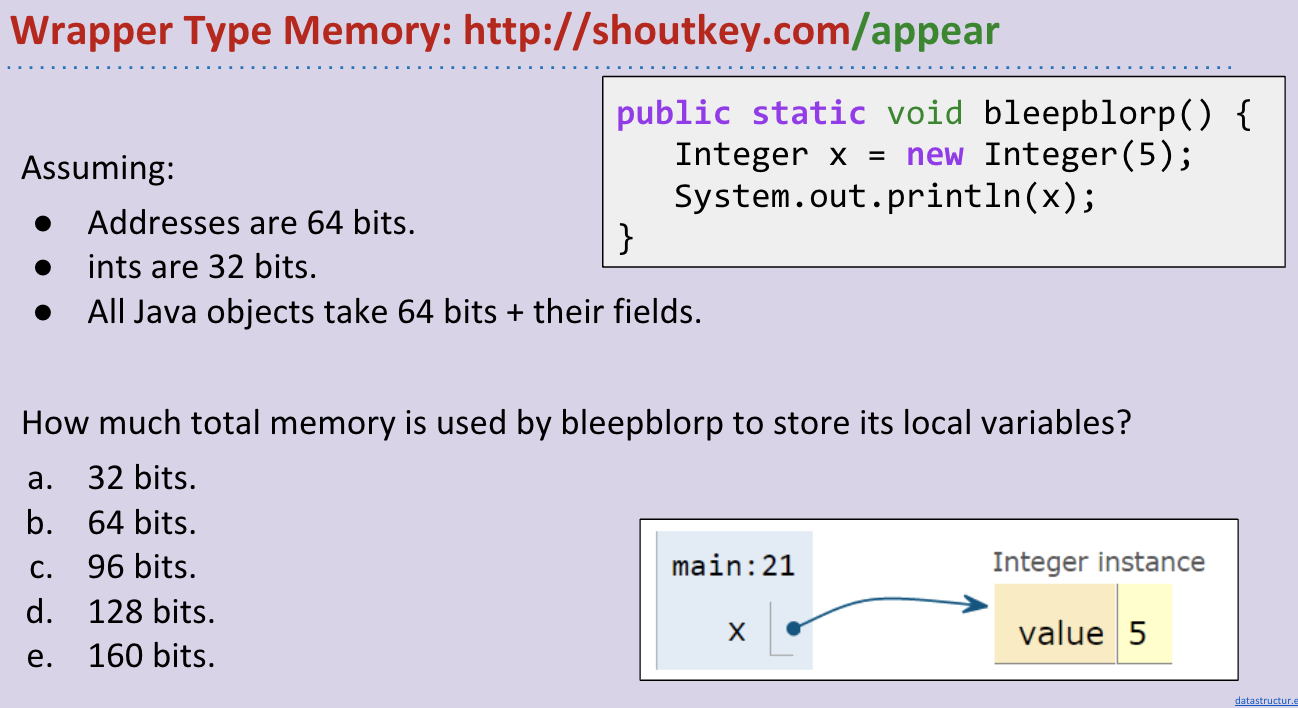 Wrapper Type Memory: http://shoutkey.com/appear
public static void bleepblorp() {
Integer x = new Integer(5);
System.out.println(x);
}
Assuming:
● Addresses are 64 bits.
● ints are 32 bits.
● All Java objects take 64 bits + their fields.
How much total memory is used by bleepblorp to store its local variables?
a. 32 bits.
b. 64 bits.
c. 96 bits.
d. 128 bits.
e. 160 bits.
main:21
x
Integer instance
value 5
datastructur.e